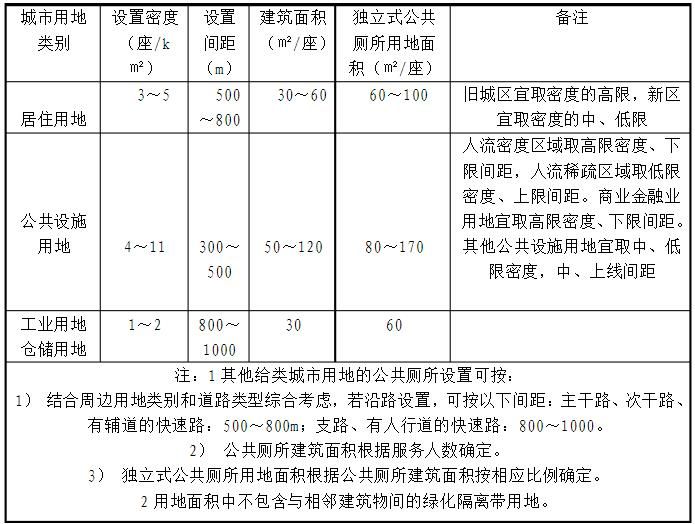 城市用地
类别
设置密度
（座/k
㎡）
设置
间距
（m）
建筑面积
（㎡/座）
独立式公共
厕所用地面
积（㎡/座）
备注
居住用地
3～5
500
～800
30～60
60～100
旧城区宜取密度的高限，新区
宜取密度的中、低限
公共设施
用地
4～11
300～
500
50～120
80～170
人流密度区域取高限密度、下
限间距，人流稀疏区域取低限
密度、上限间距。商业金融业
用地宜取高限密度、下限间距。
其他公共设施用地宜取中、低
限密度，中、上线间距
工业用地
仓储用地
1～2
800～
1000
30
60
注：1 其他给类城市用地的公共厕所设置可按：
1） 结合周边用地类别和道路类型综合考虑，若沿路设置，可按以下间距：主干路、次干路、
有辅道的快速路：500～800m；支路、有人行道的快速路：800～1000。
2） 公共厕所建筑面积根据服务人数确定。
3） 独立式公共厕所用地面积根据公共厕所建筑面积按相应比例确定。
2 用地面积中不包含与相邻建筑物间的绿化隔离带用地。